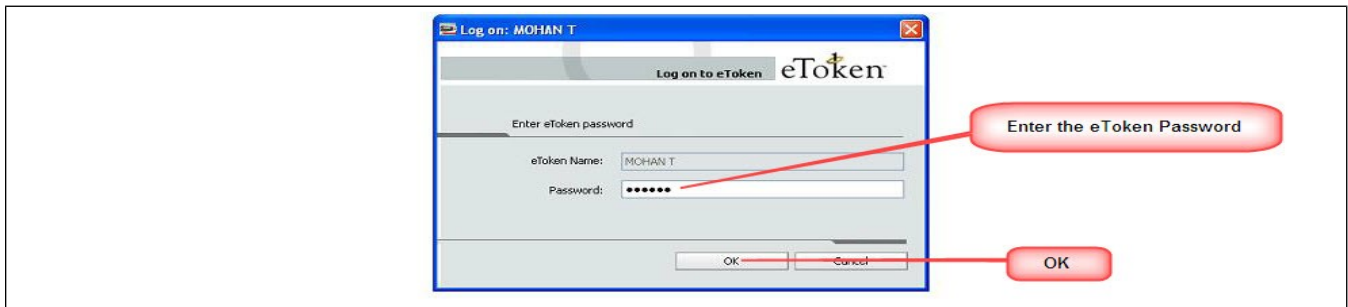 Log on: MOHAN T
Log on to eToken
eToken
Enter eToken password
Enter the eToken Password
eToken Name:
MOHAN T
Password:
••••••
OK
Cancel
OK